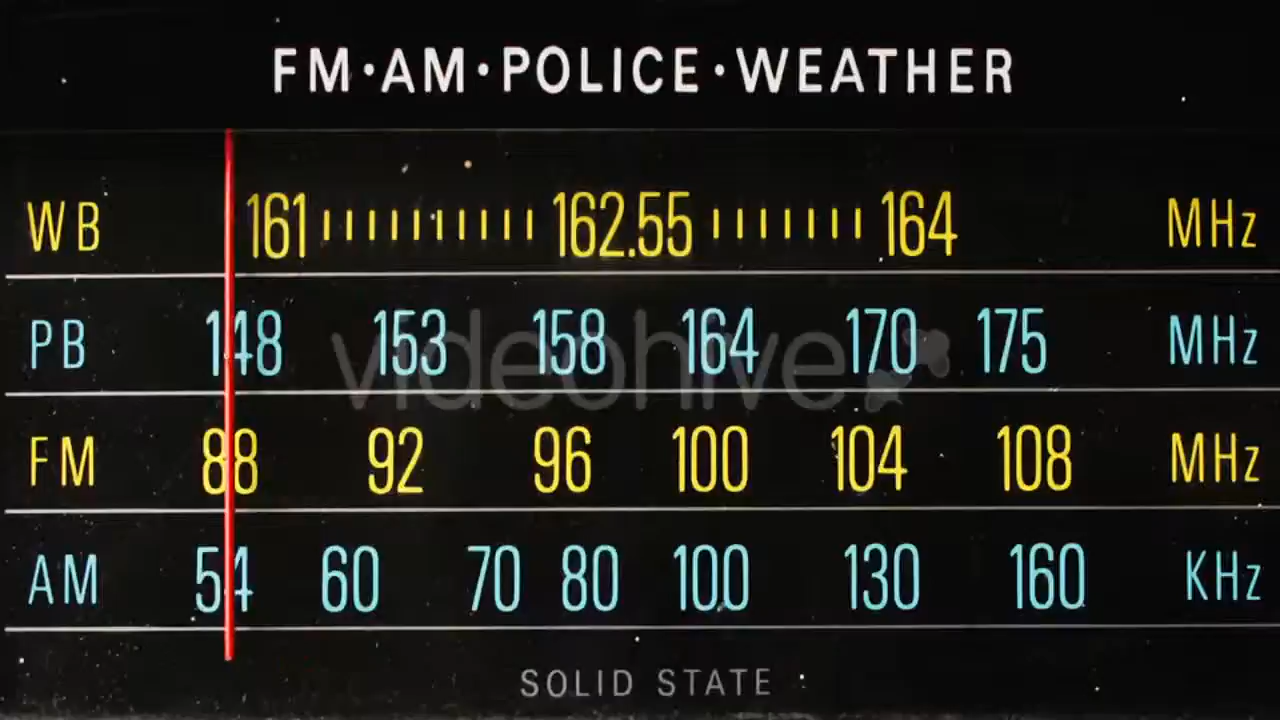 FM·AM·POLICE·WEATHER
WB 161 162.55 164 MHz
PB 148 153 158 164 170 175 MHz
videohive
FM 88 92 96 100 104 108 MHz
AM 54 60 70 80 100 130 160 KHz
SOLID STATE